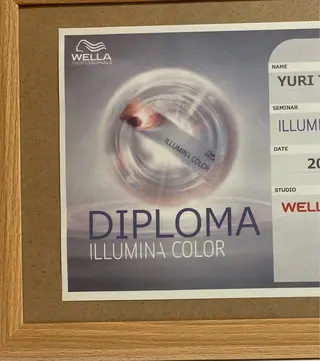 WELLA
PROFESSIONALS
ILLUMINA COLOR
DIPLOMA
ILLUMINA COLOR
NAME
YURI
SEMINAR
ILLUM
DATE
20
STUDIO
WELL